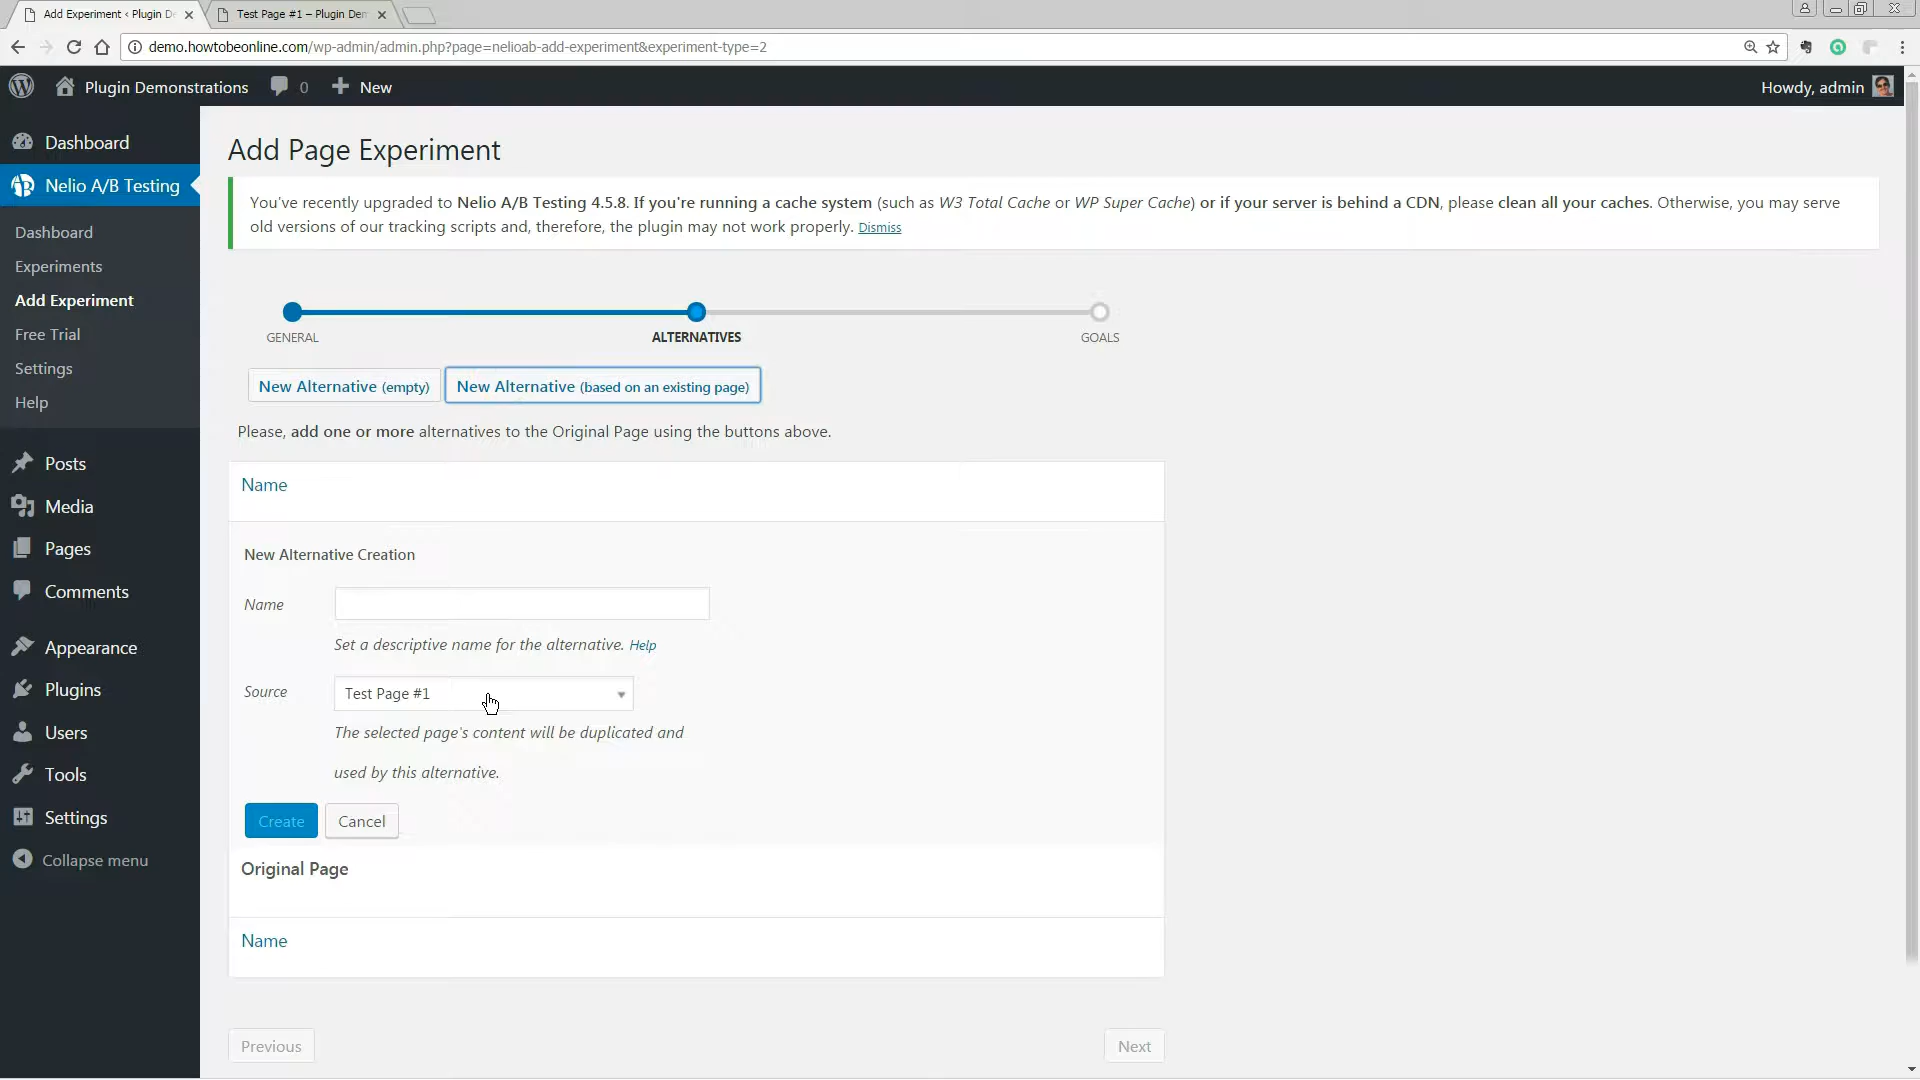 Add Experiment ‹ Plugin De
Test Page #1 – Plugin Dem
demo.howtobeonline.com/wp-admin/admin.php?page=nelioab-add-experiment&experiment-type=2
Plugin Demonstrations
0
New
Howdy, admin
Dashboard
Nelio A/B Testing
Dashboard
Experiments
Add Experiment
Free Trial
Settings
Help
Posts
Media
Pages
Comments
Appearance
Plugins
Users
Tools
Settings
Collapse menu
Add Page Experiment
You've recently upgraded to Nelio A/B Testing 4.5.8. If you're running a cache system (such as W3 Total Cache or WP Super Cache) or if your server is behind a CDN, please clean all your caches. Otherwise, you may serve
old versions of our tracking scripts and, therefore, the plugin may not work properly. Dismiss
GENERAL
ALTERNATIVES
GOALS
New Alternative (empty)
New Alternative (based on an existing page)
Please, add one or more alternatives to the Original Page using the buttons above.
Name
New Alternative Creation
Name
Set a descriptive name for the alternative. Help
Source
Test Page #1
The selected page's content will be duplicated and
used by this alternative.
Create
Cancel
Original Page
Name
Previous
Next